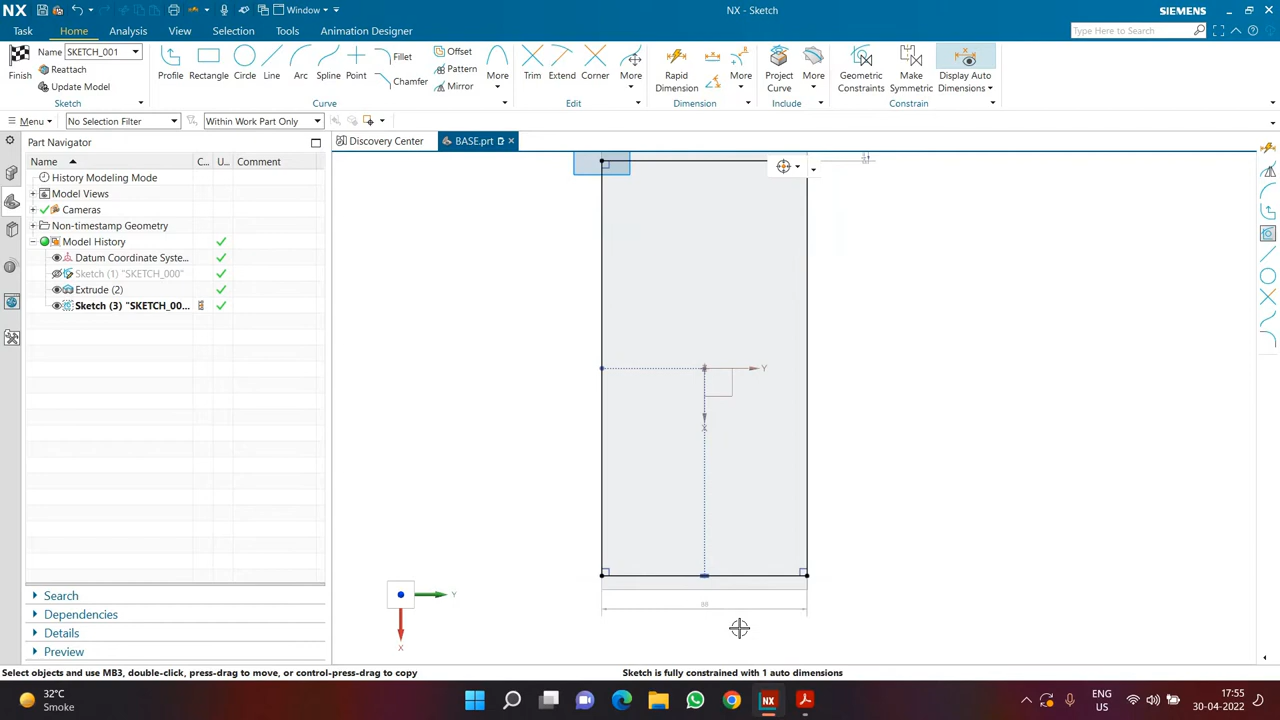 NX
Window
NX - Sketch
SIEMENS
Task
Home
Analysis
View
Selection
Tools
Animation Designer
Type Here to Search
Name SKETCH_001
Reattach
Update Model
Finish
Profile
Rectangle
Circle
Line
Arc
Spline
Point
Fillet
Chamfer
Offset
Pattern
Mirror
More
Trim
Extend
Corner
More
Rapid
Dimension
More
Project
Curve
More
Geometric
Constraints
Make
Symmetric
Display Auto
Dimensions
Sketch
Curve
Edit
Dimension
Include
Constrain
Menu
No Selection Filter
Within Work Part Only
Part Navigator
Discovery Center
BASE.prt
Name
C...
U...
Comment
History Modeling Mode
Model Views
Cameras
Non-timestamp Geometry
Model History
Datum Coordinate Syste...
Sketch (1) "SKETCH_000"
Extrude (2)
Sketch (3) "SKETCH_00...
Y
X
Y
X
Search
Dependencies
Details
Preview
Select objects and use MB3, double-click, press-drag to move, or control-press-drag to copy
Sketch is fully constrained with 1 auto dimensions
32°C
Smoke
NX
ENG
US
17:55
30-04-2022